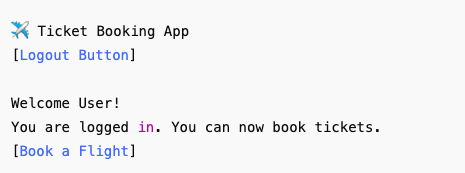 ✈️ Ticket Booking App
[Logout Button]
Welcome User!
You are logged in. You can now book tickets.
[Book a Flight]